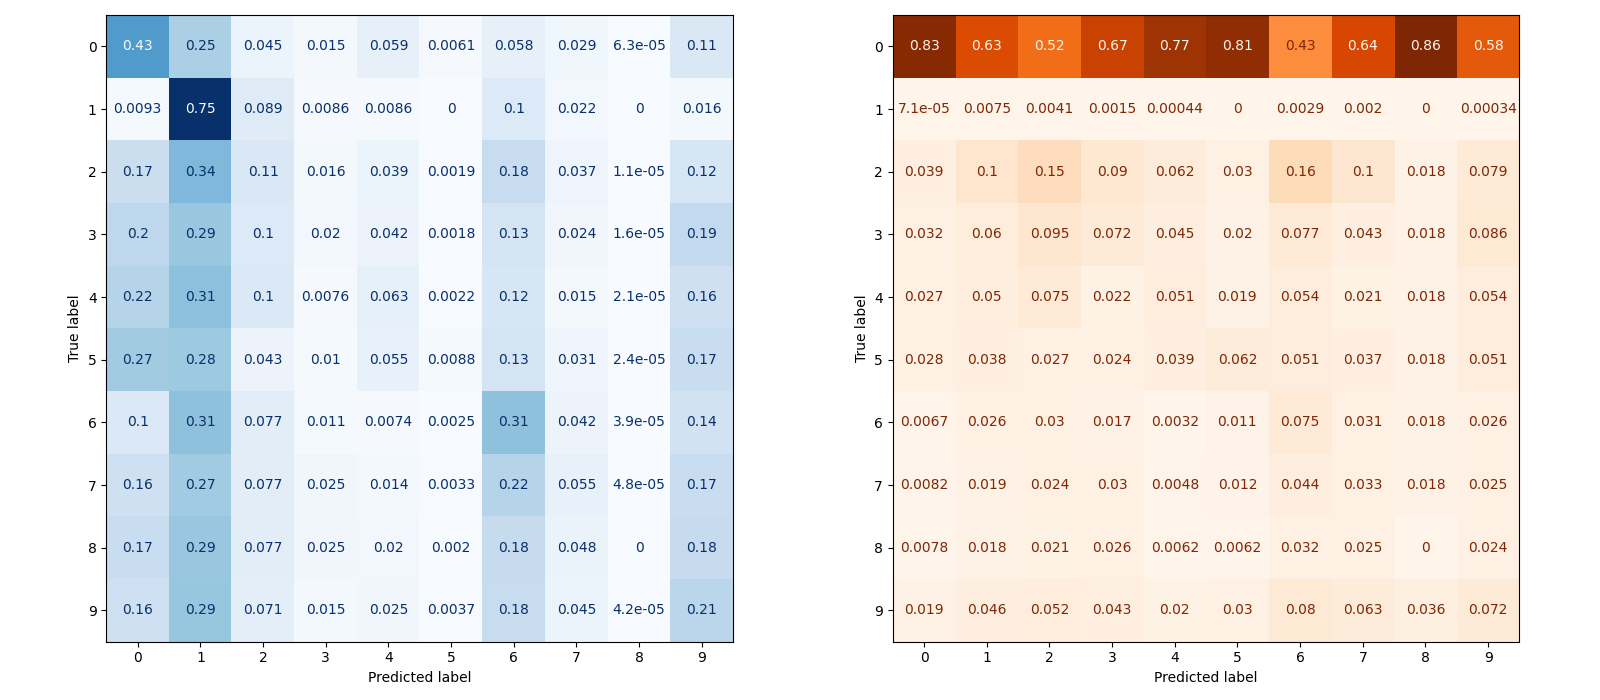 0 0.43 0.25 0.045 0.015 0.059 0.0061 0.058 0.029 6.3e-05 0.11
1 0.0093 0.75 0.089 0.0086 0.0086 0 0.1 0.022 0 0.016
2 0.17 0.34 0.11 0.016 0.039 0.0019 0.18 0.037 1.1e-05 0.12
3 0.2 0.29 0.1 0.02 0.042 0.0018 0.13 0.024 1.6e-05 0.19
4 0.22 0.31 0.1 0.0076 0.063 0.0022 0.12 0.015 2.1e-05 0.16
5 0.27 0.28 0.043 0.01 0.055 0.0088 0.13 0.031 2.4e-05 0.17
6 0.1 0.31 0.077 0.011 0.0074 0.0025 0.31 0.042 3.9e-05 0.14
7 0.16 0.27 0.077 0.025 0.014 0.0033 0.22 0.055 4.8e-05 0.17
8 0.17 0.29 0.077 0.025 0.02 0.002 0.18 0.048 0 0.18
9 0.16 0.29 0.071 0.015 0.025 0.0037 0.18 0.045 4.2e-05 0.21
0 1 2 3 4 5 6 7 8 9
True label
Predicted label
0 0.83 0.63 0.52 0.67 0.77 0.81 0.43 0.64 0.86 0.58
1 7.1e-05 0.0075 0.0041 0.0015 0.00044 0 0.0029 0.002 0 0.00034
2 0.039 0.1 0.15 0.09 0.062 0.03 0.16 0.1 0.018 0.079
3 0.032 0.06 0.095 0.072 0.045 0.02 0.077 0.043 0.018 0.086
4 0.027 0.05 0.075 0.022 0.051 0.019 0.054 0.021 0.018 0.054
5 0.028 0.038 0.027 0.024 0.039 0.062 0.051 0.037 0.018 0.051
6 0.0067 0.026 0.03 0.017 0.0032 0.011 0.075 0.031 0.018 0.026
7 0.0082 0.019 0.024 0.03 0.0048 0.012 0.044 0.033 0.018 0.025
8 0.0078 0.018 0.021 0.026 0.0062 0.0062 0.032 0.025 0 0.024
9 0.019 0.046 0.052 0.043 0.02 0.03 0.08 0.063 0.036 0.072
0 1 2 3 4 5 6 7 8 9
True label
Predicted label